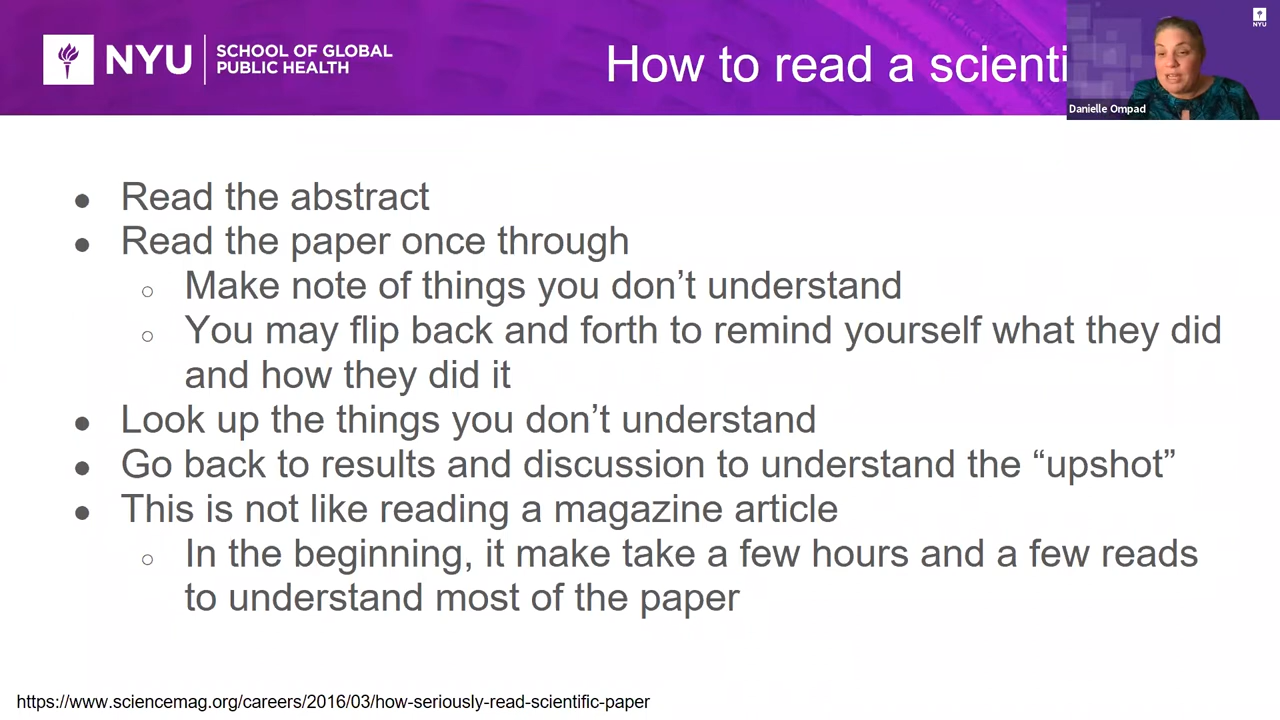 NYU
SCHOOL OF GLOBAL
PUBLIC HEALTH
How to read a scienti
NYU
Danielle Ompad
● Read the abstract
● Read the paper once through
○ Make note of things you don’t understand
○ You may flip back and forth to remind yourself what they did
and how they did it
● Look up the things you don’t understand
● Go back to results and discussion to understand the “upshot”
● This is not like reading a magazine article
○ In the beginning, it make take a few hours and a few reads
to understand most of the paper
https://www.sciencemag.org/careers/2016/03/how-seriously-read-scientific-paper